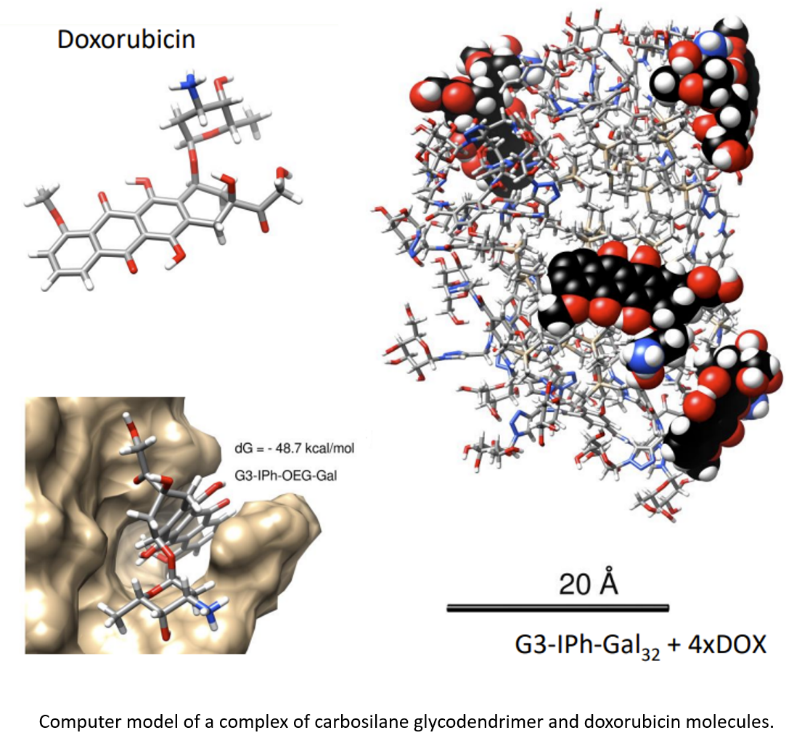 Doxorubicin
dG = - 48.7 kcal/mol
G3-IPh-OEG-Gal
20 Å
G3-IPh-Gal₃₂ + 4xDOX
Computer model of a complex of carbosilane glycodendrimer and doxorubicin molecules.